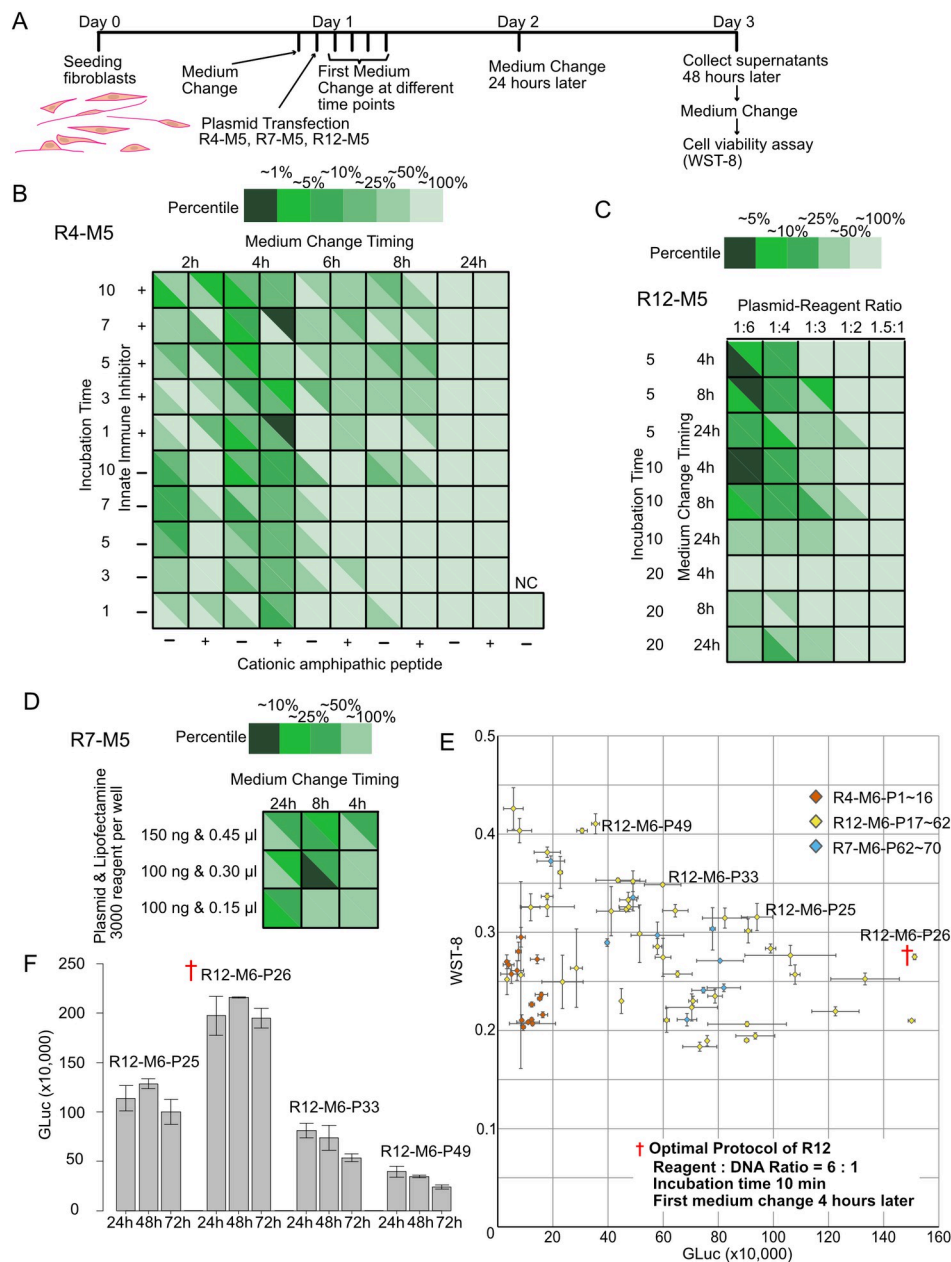 A
Day 0
Day 1
Day 2
Day 3
Seeding
fibroblasts
Medium
Change
First Medium
Change at different
time points
Plasmid Transfection
R4-M5, R7-M5, R12-M5
Medium Change
24 hours later
Collect supernatants
48 hours later
Medium Change
Cell viability assay
(WST-8)
B
~1% ~10% ~50%
~5% ~25% ~100%
Percentile
R4-M5
Medium Change Timing
2h 4h 6h 8h 24h
Incubation Time
Innate Immune Inhibitor
10 +
7 +
5 +
3 +
1 +
10 −
7 −
5 −
3 −
1 −
NC
− + − + − + − + − + −
Cationic amphipathic peptide
C
~5% ~25% ~100%
~10% ~50%
Percentile
R12-M5
Plasmid-Reagent Ratio
1:6 1:4 1:3 1:2 1.5:1
Incubation Time
Medium Change Timing
5 4h
5 8h
5 24h
10 4h
10 8h
10 24h
20 4h
20 8h
20 24h
D
~10% ~50%
~25% ~100%
Percentile
R7-M5
Medium Change Timing
24h 8h 4h
Plasmid & Lipofectamine
3000 reagent per well
150 ng & 0.45 µl
100 ng & 0.30 µl
100 ng & 0.15 µl
E
WST-8
0.5
0.4
0.3
0.2
0.1
0
0 20 40 60 80 100 120 140 160
GLuc (x10,000)
R4-M6-P1~16
R12-M6-P17~62
R7-M6-P62~70
R12-M6-P49
R12-M6-P33
R12-M6-P25
R12-M6-P26
†
† Optimal Protocol of R12
Reagent : DNA Ratio = 6 : 1
Incubation time 10 min
First medium change 4 hours later
F
GLuc (x10,000)
250
200
150
100
50
0
† R12-M6-P26
R12-M6-P25
R12-M6-P33
R12-M6-P49
24h 48h 72h 24h 48h 72h 24h 48h 72h 24h 48h 72h